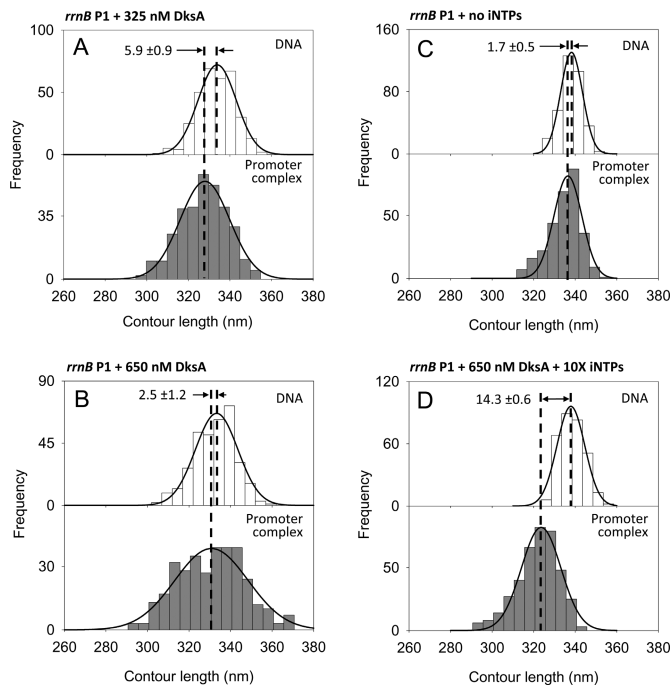 rrnB P1 + 325 nM DksA
A
5.9 ±0.9
DNA
100
50
0
Promoter
complex
70
35
0
Frequency
260 280 300 320 340 360 380
Contour length (nm)
rrnB P1 + no iNTPs
C
1.7 ±0.5
DNA
160
80
0
Promoter
complex
50
0
Frequency
260 280 300 320 340 360 380
Contour length (nm)
rrnB P1 + 650 nM DksA
B
2.5 ±1.2
DNA
90
45
0
Promoter
complex
60
30
0
Frequency
260 280 300 320 340 360 380
Contour length (nm)
rrnB P1 + 650 nM DksA + 10X iNTPs
D
14.3 ±0.6
DNA
120
60
0
Promoter
complex
50
0
Frequency
260 280 300 320 340 360 380
Contour length (nm)